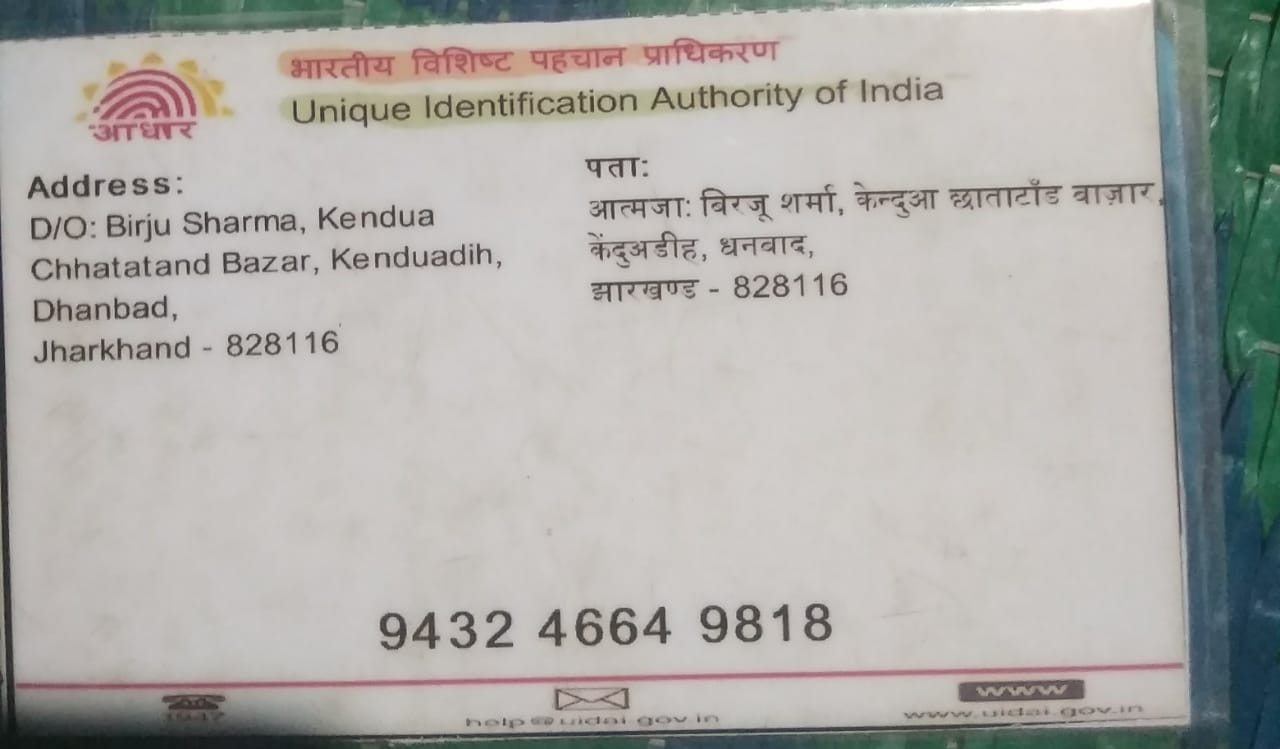 आधार
भारतीय विशिष्ट पहचान प्राधिकरण
Unique Identification Authority of India
Address:
D/O: Birju Sharma, Kendua
Chhatatand Bazar, Kenduadih,
Dhanbad,
Jharkhand - 828116
पता:
आत्मजा: विरजू शर्मा, केन्दुआ छाताटाँड वाज़ार,
केंदुअडीह, धनवाद,
झारखण्ड - 828116
9432 4664 9818
1947
help@uidai.gov.in
www
www.uidai.gov.in